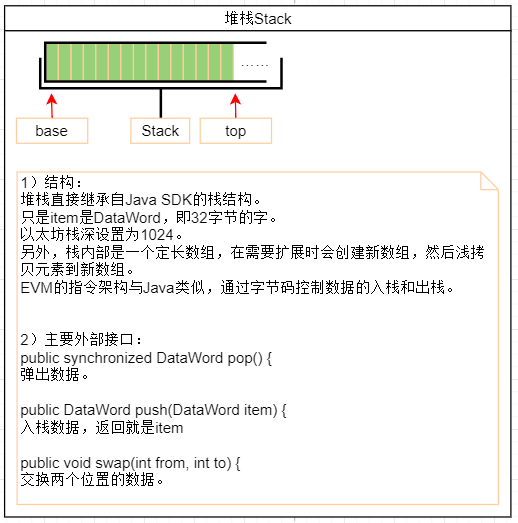 堆栈Stack
......
base
Stack
top
1）结构：
堆栈直接继承自Java SDK的栈结构。
只是item是DataWord，即32字节的字。
以太坊栈深设置为1024。
另外，栈内部是一个定长数组，在需要扩展时会创建新数组，然后浅拷
贝元素到新数组。
EVM的指令架构与Java类似，通过字节码控制数据的入栈和出栈。
2）主要外部接口：
public synchronized DataWord pop() {
弹出数据。
public DataWord push(DataWord item) {
入栈数据，返回就是item
public void swap(int from, int to) {
交换两个位置的数据。